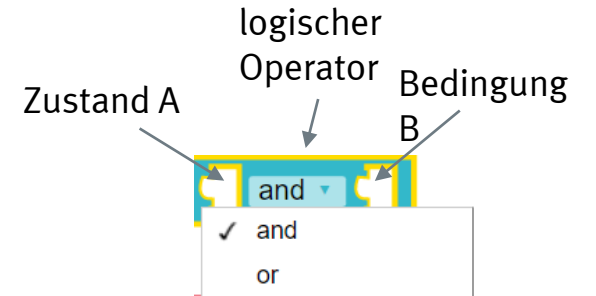 logischer
Operator
Zustand A
Bedingung
B
and
✓ and
or